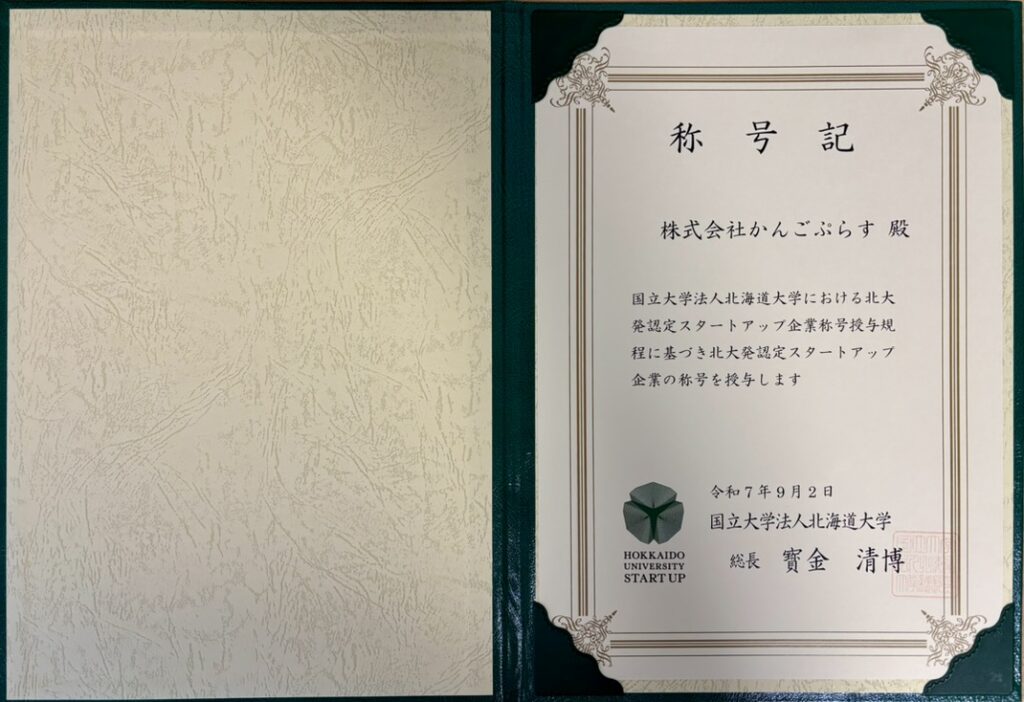 称号記
株式会社かんごぷらす 殿
国立大学法人北海道大学における北大
発認定スタートアップ企業称号授与規
程に基づき北大発認定スタートアップ
企業の称号を授与します
令和7年9月2日
国立大学法人北海道大学
総長 寶金 清博
HOKKAIDO
UNIVERSITY
START UP